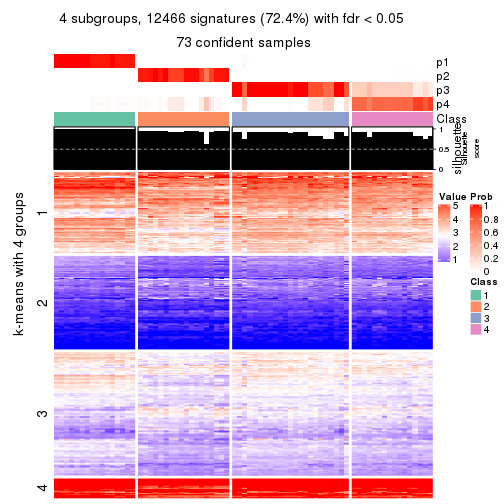 4 subgroups, 12466 signatures (72.4%) with fdr < 0.05
73 confident samples
p1
p2
p3
p4
Class
silhouette
1
0.5
0
Silhouette
score
k-means with 4 groups
1
2
3
4
Value
5
4
3
2
1
Prob
1
0.8
0.6
0.4
0.2
0
Class
1
2
3
4